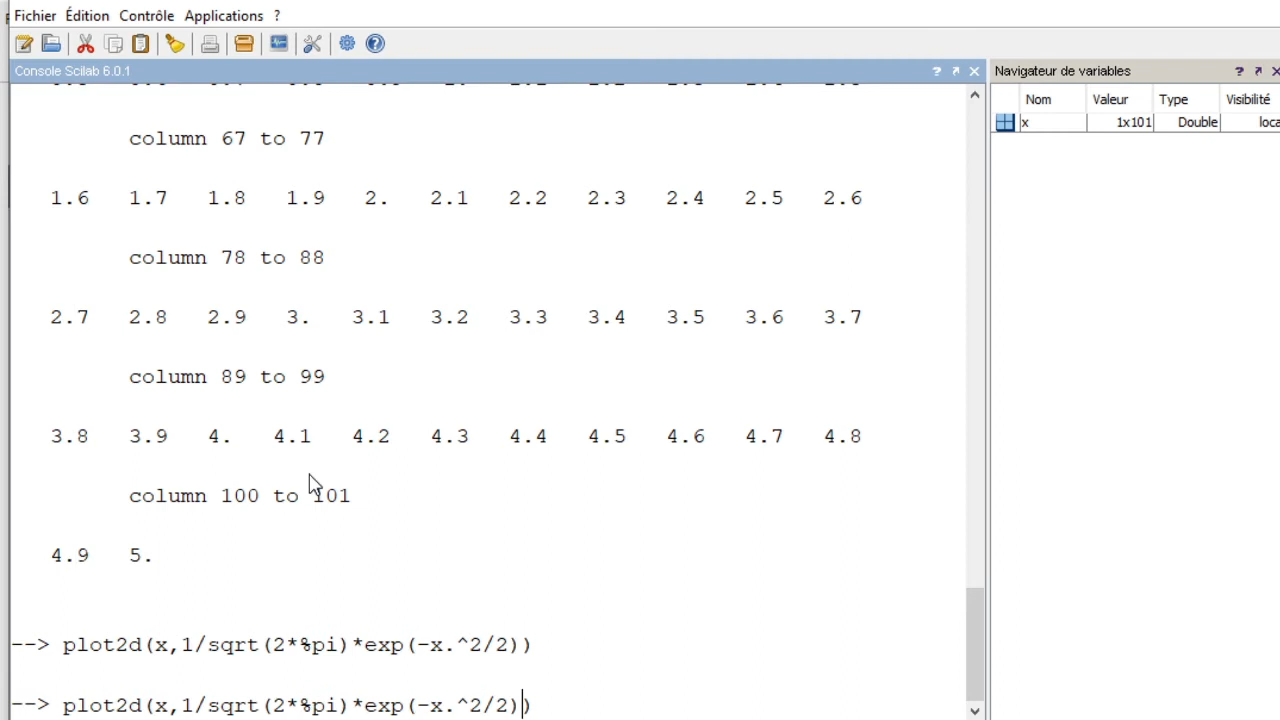 Fichier Édition Contrôle Applications ?
Console Scilab 6.0.1
Navigateur de variables
Nom Valeur Type Visibilité
x 1x101 Double loca
column 67 to 77
1.6 1.7 1.8 1.9 2. 2.1 2.2 2.3 2.4 2.5 2.6
column 78 to 88
2.7 2.8 2.9 3. 3.1 3.2 3.3 3.4 3.5 3.6 3.7
column 89 to 99
3.8 3.9 4. 4.1 4.2 4.3 4.4 4.5 4.6 4.7 4.8
column 100 to 101
4.9 5.
--> plot2d(x,1/sqrt(2*%pi)*exp(-x.^2/2))
--> plot2d(x,1/sqrt(2*%pi)*exp(-x.^2/2))